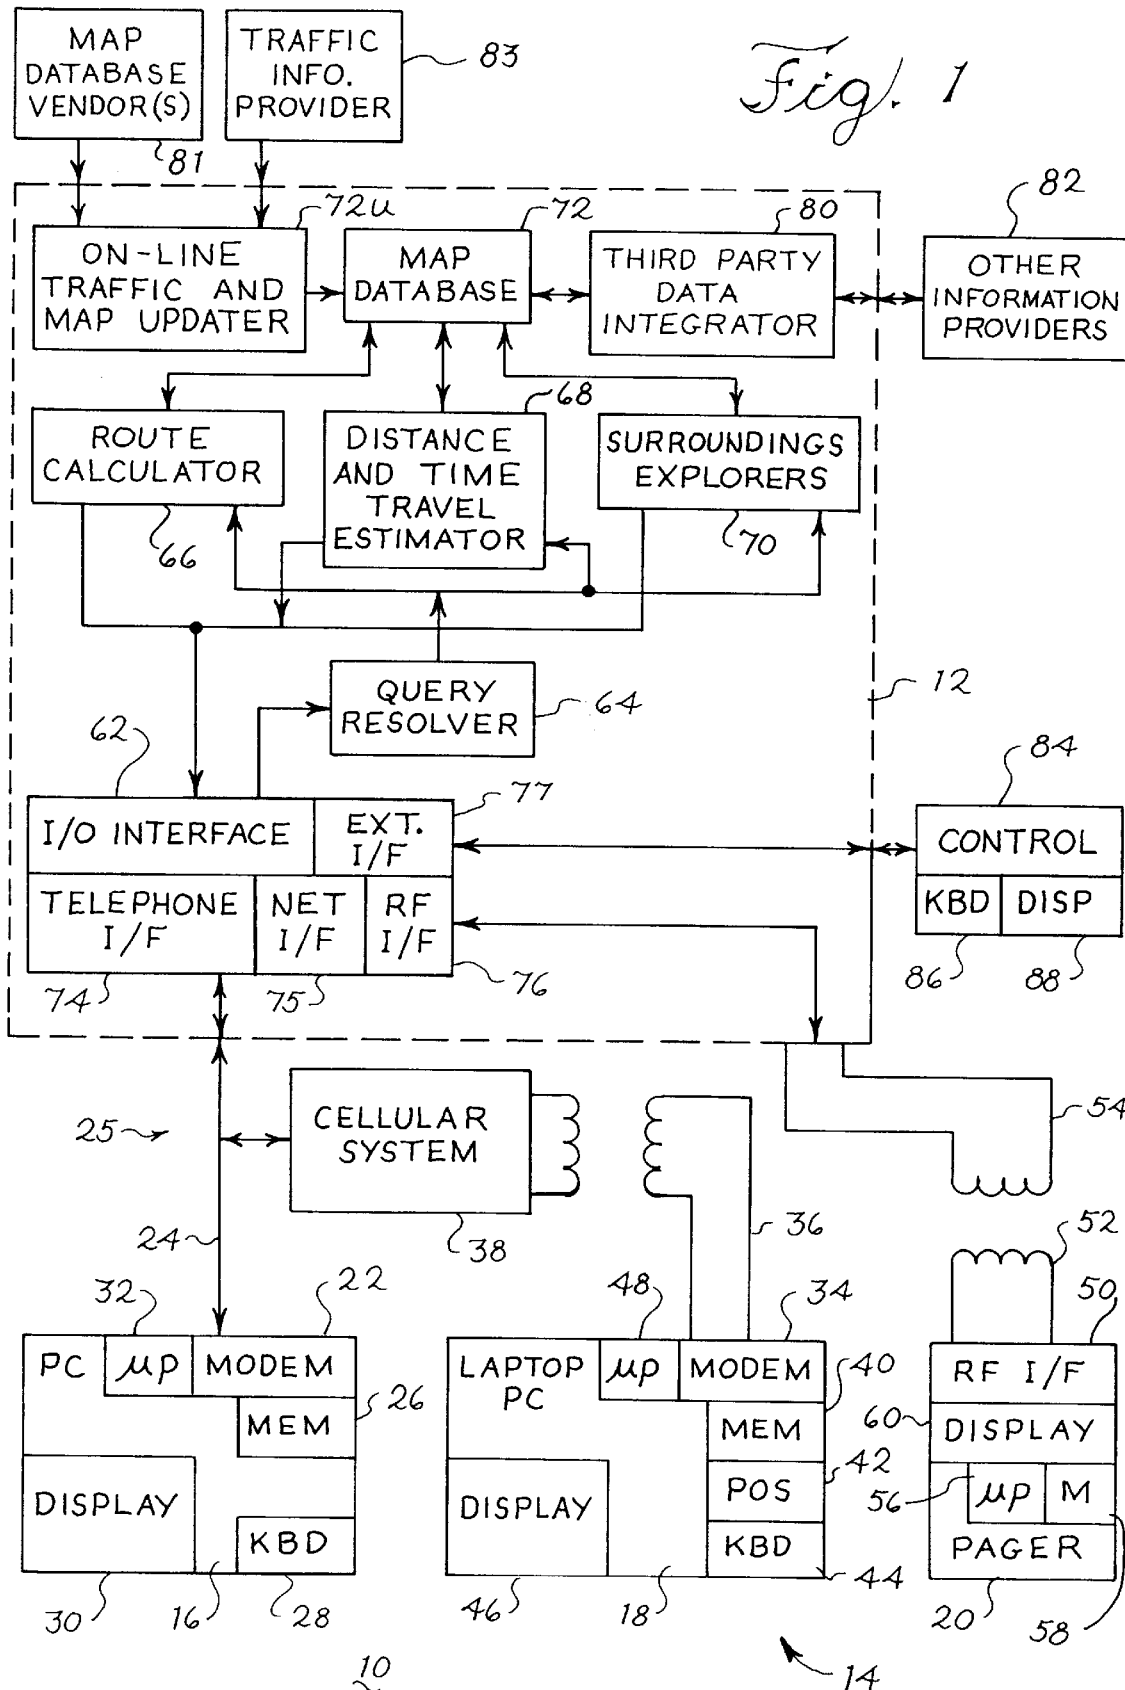 Fig. 1
MAP
DATABASE
VENDOR(S)
81
TRAFFIC
INFO.
PROVIDER
83
72u
72
80
82
ON-LINE
TRAFFIC AND
MAP UPDATER
MAP
DATABASE
THIRD PARTY
DATA
INTEGRATOR
OTHER
INFORMATION
PROVIDERS
68
ROUTE
CALCULATOR
66
DISTANCE
AND TIME
TRAVEL
ESTIMATOR
SURROUNDINGS
EXPLORERS
70
QUERY
RESOLVER
64
12
62
77
84
I/O INTERFACE
EXT.
I/F
CONTROL
TELEPHONE
I/F
NET
I/F
RF
I/F
KBD
DISP
74
75
76
86
88
25
CELLULAR
SYSTEM
54
24
38
36
52
32
22
48
34
50
PC
μP
MODEM
MEM
26
DISPLAY
KBD
30
16
28
LAPTOP
PC
μP
MODEM
40
MEM
42
POS
DISPLAY
KBD
44
46
18
RF I/F
60
DISPLAY
56
μP
M
PAGER
20
58
10
14